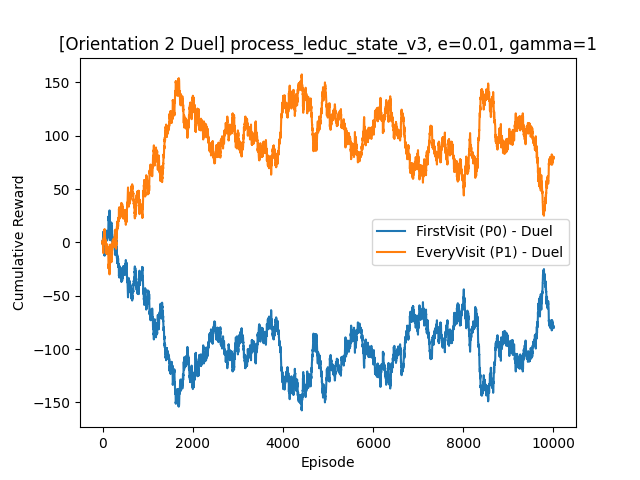 [Orientation 2 Duel] process_leduc_state_v3, e=0.01, gamma=1
Cumulative Reward
150
100
50
0
−50
−100
−150
FirstVisit (P0) - Duel
EveryVisit (P1) - Duel
0 2000 4000 6000 8000 10000
Episode